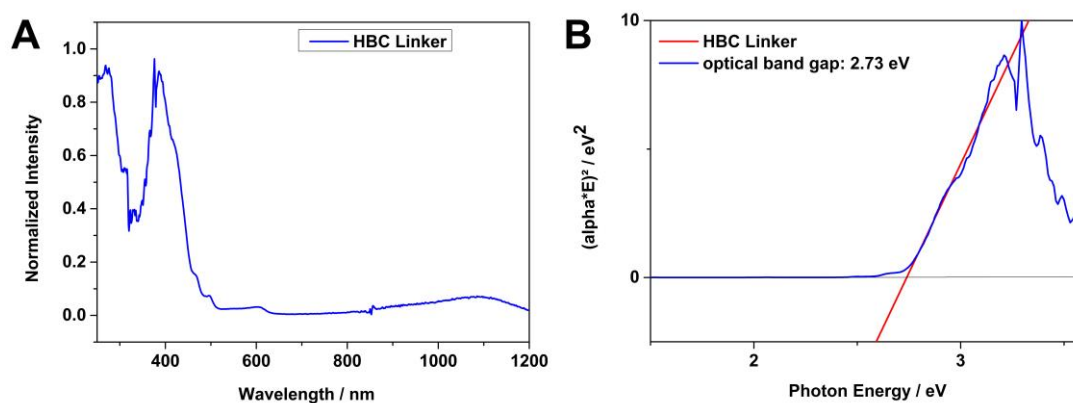 A
HBC Linker
1.0
0.8
0.6
0.4
0.2
0.0
Normalized Intensity
400 600 800 1000 1200
Wavelength / nm
B
HBC Linker
optical band gap: 2.73 eV
10
0
(alpha*E)² / eV²
2 3
Photon Energy / eV